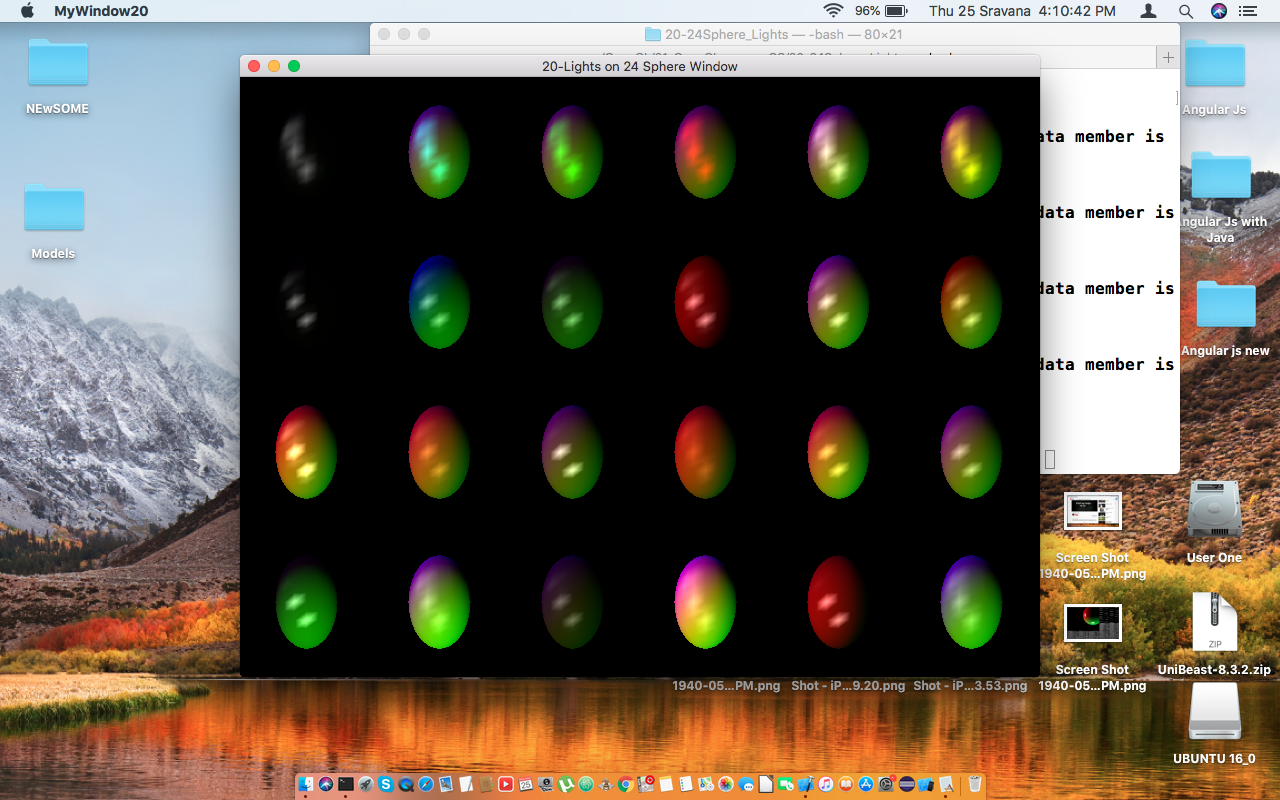 MyWindow20
96%
Thu 25 Sravana 4:10:42 PM
20-24Sphere_Lights — -bash — 80×21
20-Lights on 24 Sphere Window
data member is
data member is
data member is
data member is
NEwSOME
Models
Angular Js
Angular Js with
Java
Angular js new
Screen Shot
1940-05...PM.png
User One
ZIP
Screen Shot
1940-05...PM.png
UniBeast-8.3.2.zip
1940-05...PM.png
Shot - iP...9.20.png
Shot - iP...3.53.png
UBUNTU 16_0
25